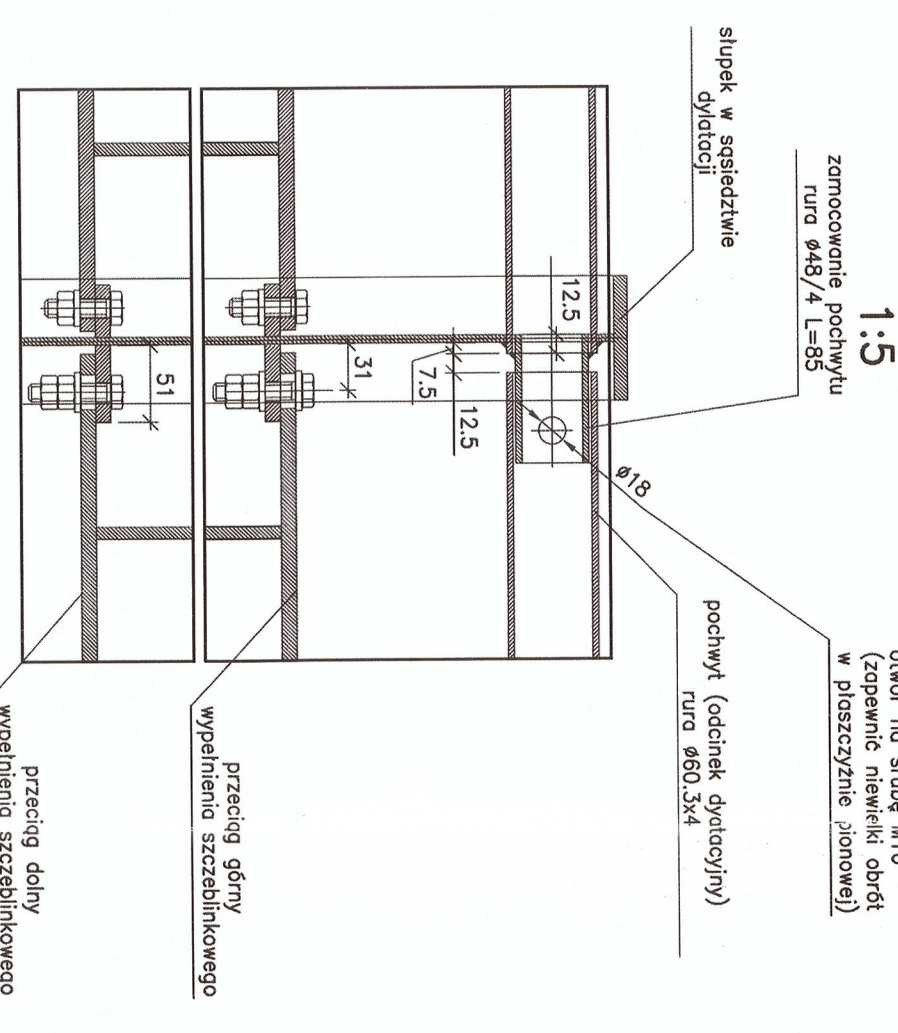 1:5
zamocowanie pochwytu
rura ø48/4 L=85
słupek w sąsiedztwie
dylatacji
(zapewnić niewielki obrót
w płaszczyźnie pionowej)
pochwyt (odcinek dyatacyjny)
rura ø60.3x4
ø18
12.5
12.5
7.5
31
51
przeciąg górny
wypełnienia szczeblinkowego
przeciąg dolny
wypełnienia szczeblinkowego